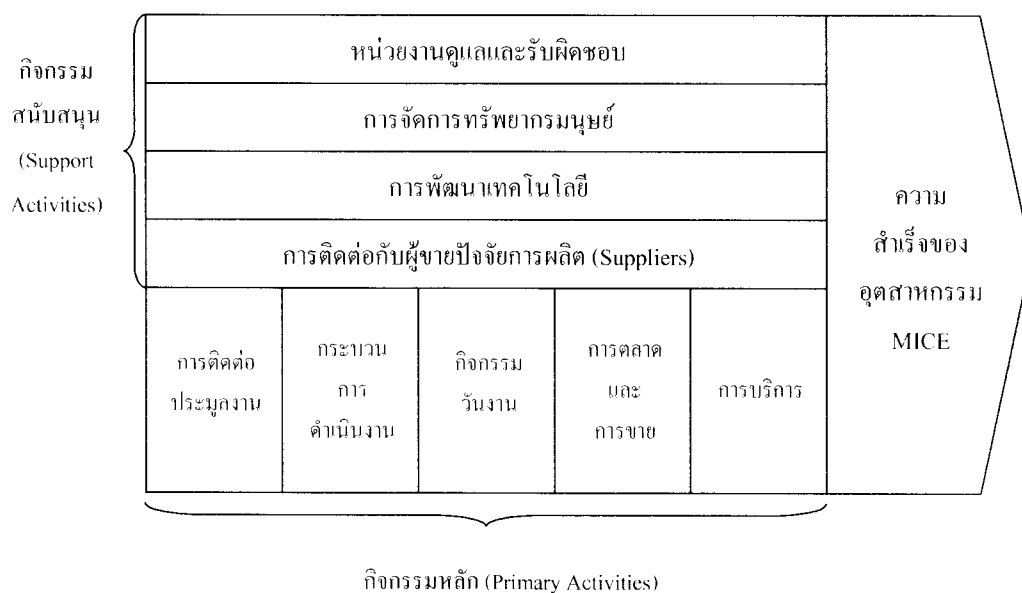 กิจกรรม
สนับสนุน
(Support
Activities)
หน่วยงานดูแลและรับผิดชอบ
การจัดการทรัพยากรมนุษย์
การพัฒนาเทคโนโลยี
การติดต่อกับผู้ขายปัจจัยการผลิต (Suppliers)
การติดต่อ
ประมูลงาน
กระบวน
การ
ดำเนินงาน
กิจกรรม
วันงาน
การตลาด
และ
การขาย
การบริการ
ความ
สำเร็จของ
อุตสาหกรรม
MICE
กิจกรรมหลัก (Primary Activities)